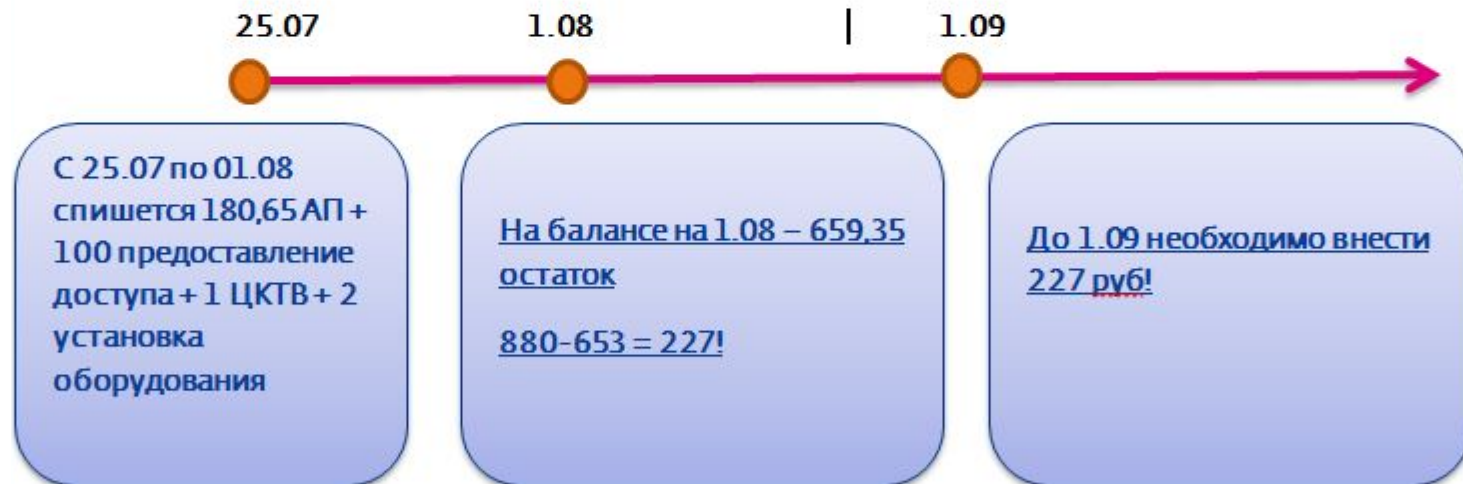 25.07
1.08
|
1.09
С 25.07 по 01.08
спишется 180,65 АП +
100 предоставление
доступа + 1 ЦКТВ + 2
установка
оборудования
На балансе на 1.08 – 659,35
остаток
880-653 = 227!
До 1.09 необходимо внести
227 руб!